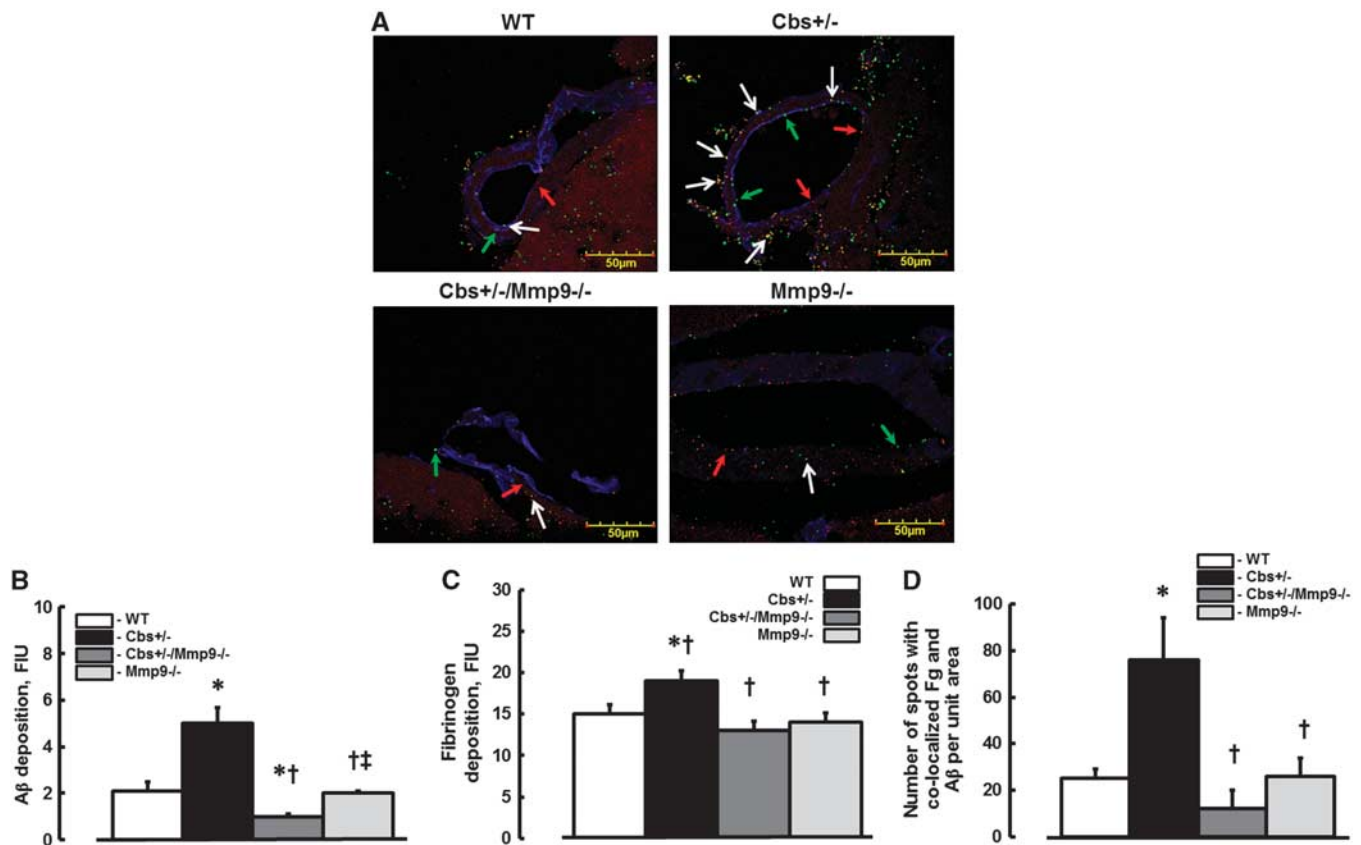 A
WT
Cbs+/-
50µm
50µm
Cbs+/-/Mmp9-/-
Mmp9-/-
50µm
50µm
B
Aβ deposition, FIU
10
8
6
4
2
0
- WT
- Cbs+/-
- Cbs+/-/Mmp9-/-
- Mmp9-/-
*
*†
†‡
C
Fibrinogen
deposition, FIU
30
25
20
15
10
5
0
WT
Cbs+/-
Cbs+/-/Mmp9-/-
Mmp9-/-
*†
†
†
D
Number of spots with
co-localized Fg and
Aβ per unit area
100
80
60
40
20
0
- WT
- Cbs+/-
- Cbs+/-/Mmp9-/-
- Mmp9-/-
*
†
†